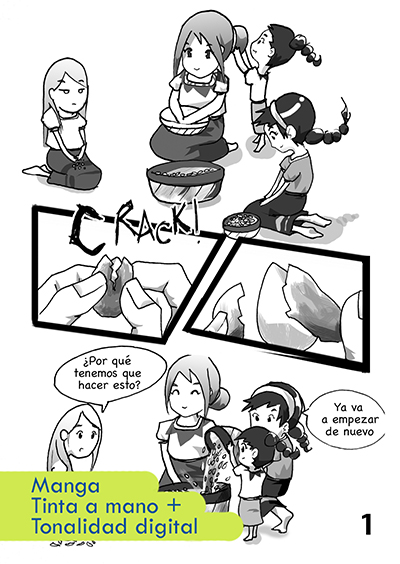 CRACK!
¿Por qué
tenemos que
hacer esto?
Ya va
a empezar
de nuevo
Manga
Tinta a mano +
Tonalidad digital
1